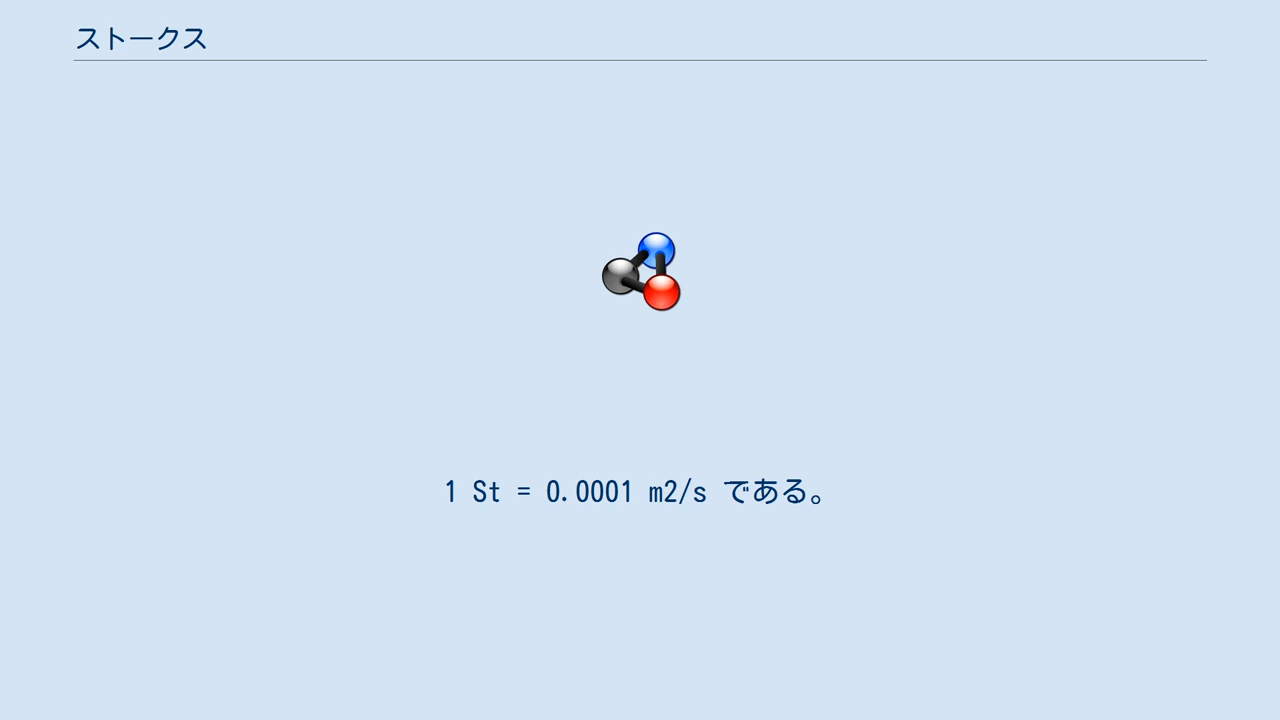 ストークス
1 St = 0.0001 m2/s である。